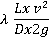 λ Lx v²
Dx2g